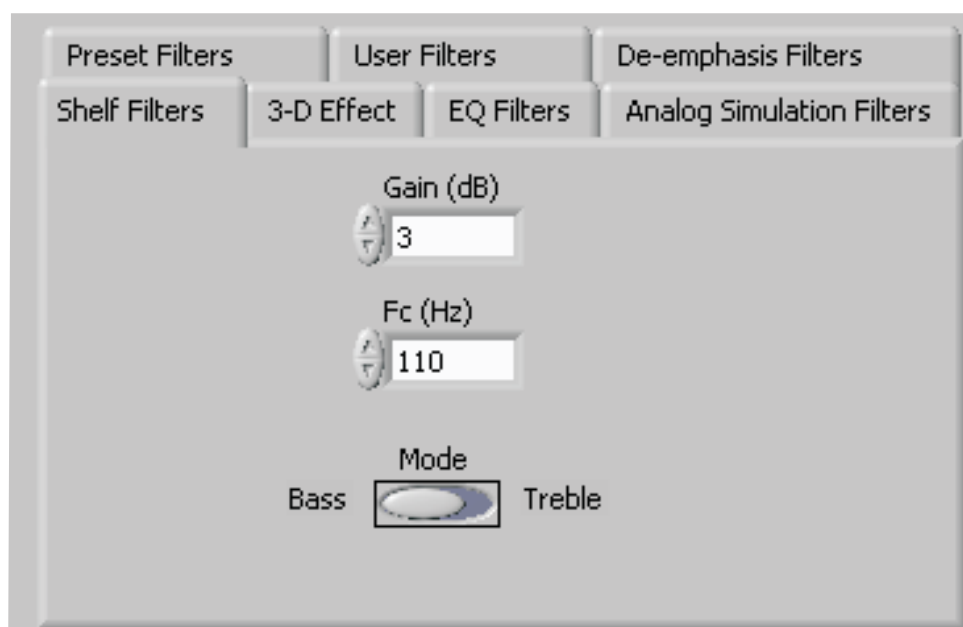 Preset Filters User Filters De-emphasis Filters
Shelf Filters 3-D Effect EQ Filters Analog Simulation Filters
Gain (dB)
3
Fc (Hz)
110
Mode
Bass Treble